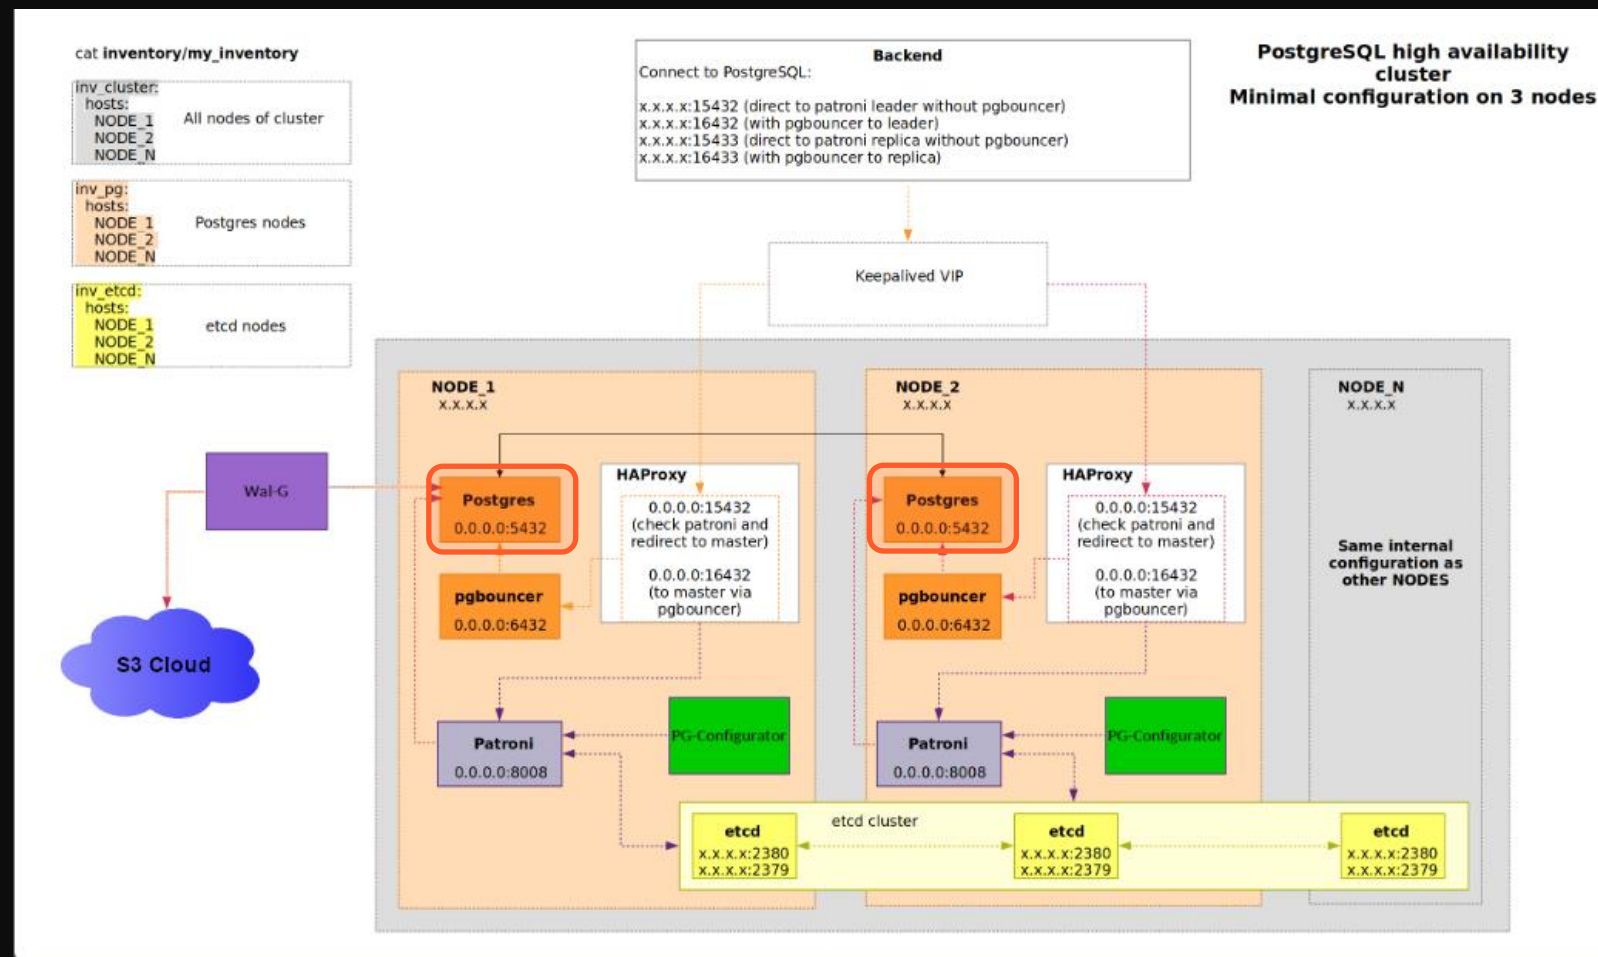 cat inventory/my_inventory
inv_cluster:
hosts:
NODE_1
NODE_2
NODE_N
All nodes of cluster
inv_pg:
hosts:
NODE_1
NODE_2
NODE_N
Postgres nodes
inv_etcd:
hosts:
NODE_1
NODE_2
NODE_N
etcd nodes
Backend
Connect to PostgreSQL:
x.x.x.x:15432 (direct to patroni leader without pgbouncer)
x.x.x.x:16432 (with pgbouncer to leader)
x.x.x.x:15433 (direct to patroni replica without pgbouncer)
x.x.x.x:16433 (with pgbouncer to replica)
PostgreSQL high availability
cluster
Minimal configuration on 3 nodes
Keepalived VIP
Wal-G
S3 Cloud
NODE_1
x.x.x.x
Postgres
0.0.0.0:5432
HAProxy
0.0.0.0:15432
(check patroni and
redirect to master)
0.0.0.0:16432
(to master via
pgbouncer)
pgbouncer
0.0.0.0:6432
Patroni
0.0.0.0:8008
PG-Configurator
NODE_2
x.x.x.x
Postgres
0.0.0.0:5432
HAProxy
0.0.0.0:15432
(check patroni and
redirect to master)
0.0.0.0:16432
(to master via
pgbouncer)
pgbouncer
0.0.0.0:6432
Patroni
0.0.0.0:8008
PG-Configurator
NODE_N
x.x.x.x
Same internal
configuration as
other NODES
etcd cluster
etcd
x.x.x.x:2380
x.x.x.x:2379
etcd
x.x.x.x:2380
x.x.x.x:2379
etcd
x.x.x.x:2380
x.x.x.x:2379